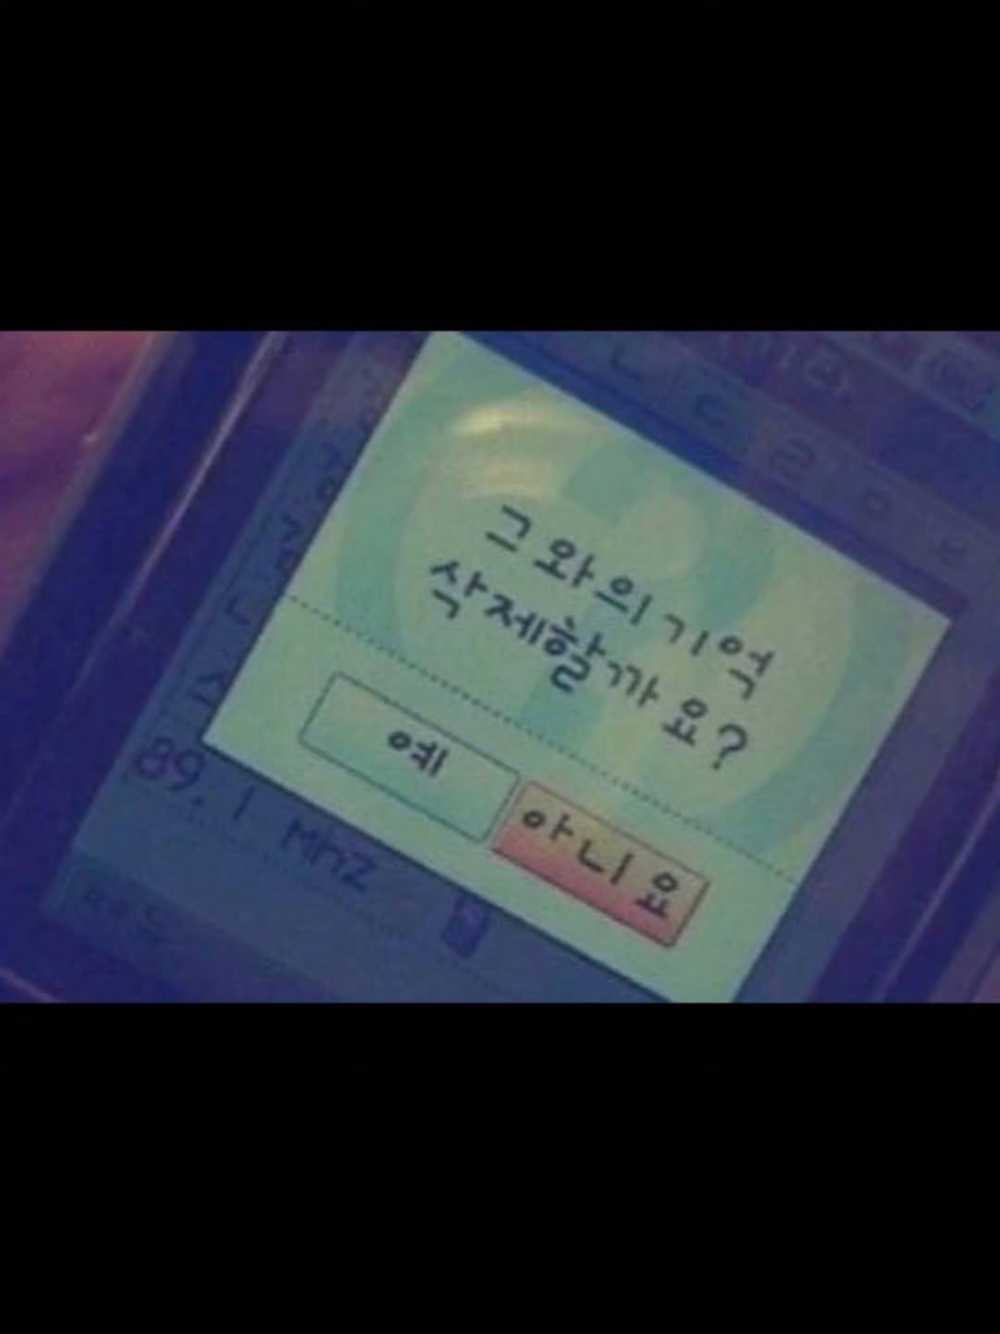 ㄴ ㄷ ㄹ ㅁ ㅂ
그와의 기억
삭제할까요?
예
아니요
89.1 MHz